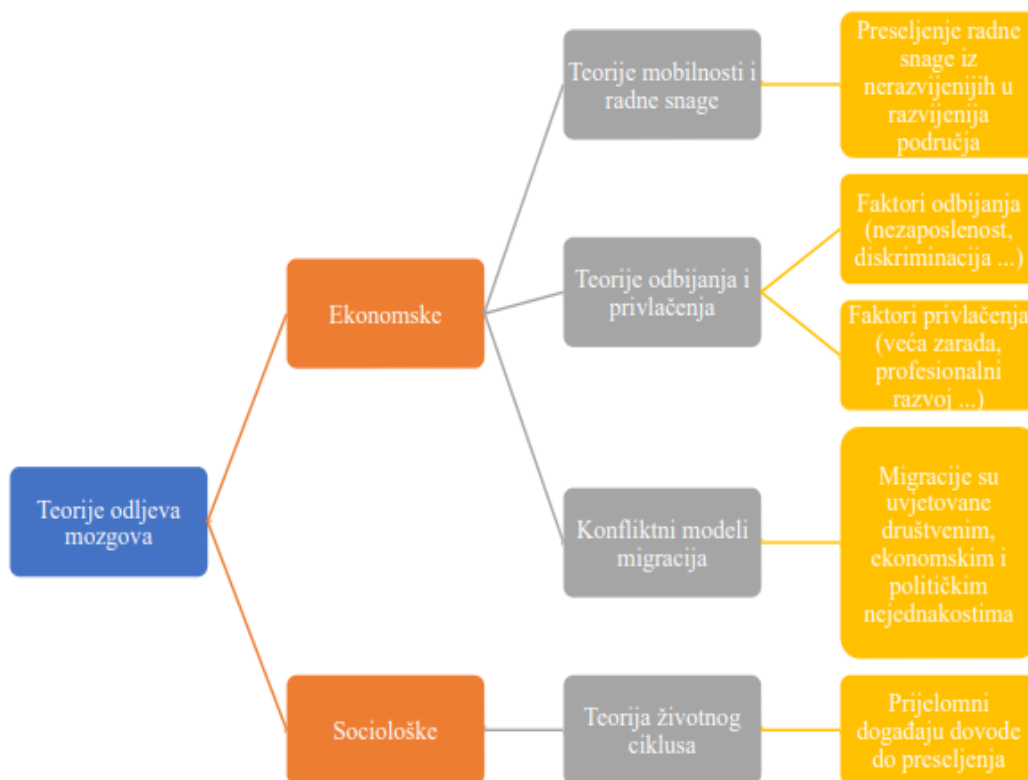 Teorije odljeva
mozgova
Ekonomske
Teorije mobilnosti i
radne snage
Preseljenje radne
snage iz
nerazvijenijih u
razvijenija
područja
Teorije odbijanja i
privlačenja
Faktori odbijanja
(nezaposlenost,
diskriminacija ...)
Faktori privlačenja
(veća zarada,
profesionalni
razvoj ...)
Konfliktni modeli
migracija
Migracije su
uvjetovane
društvenim,
ekonomskim i
političkim
nejednakostima
Sociološke
Teorija životnog
ciklusa
Prijelomni
događaju dovode
do preseljenja